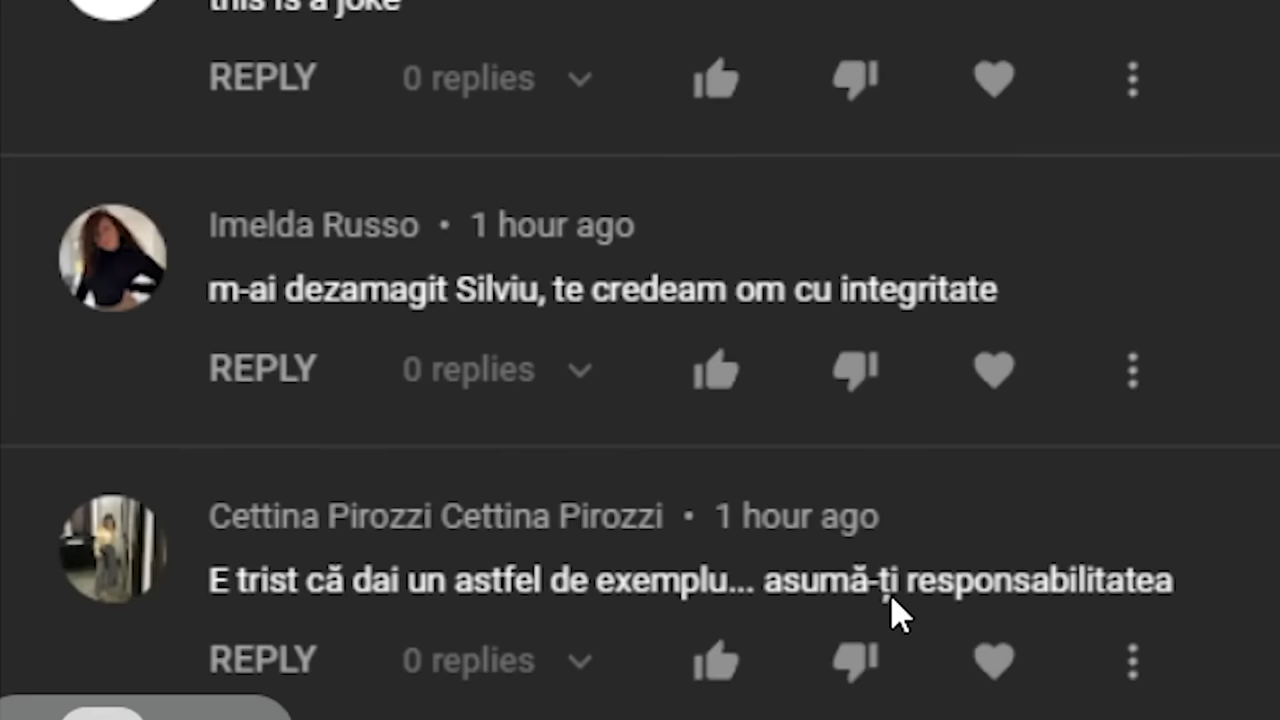 this is a joke
REPLY 0 replies
Imelda Russo • 1 hour ago
m-ai dezamagit Silviu, te credeam om cu integritate
REPLY 0 replies
Cettina Pirozzi Cettina Pirozzi • 1 hour ago
E trist că dai un astfel de exemplu... asumă-ți responsabilitatea
REPLY 0 replies